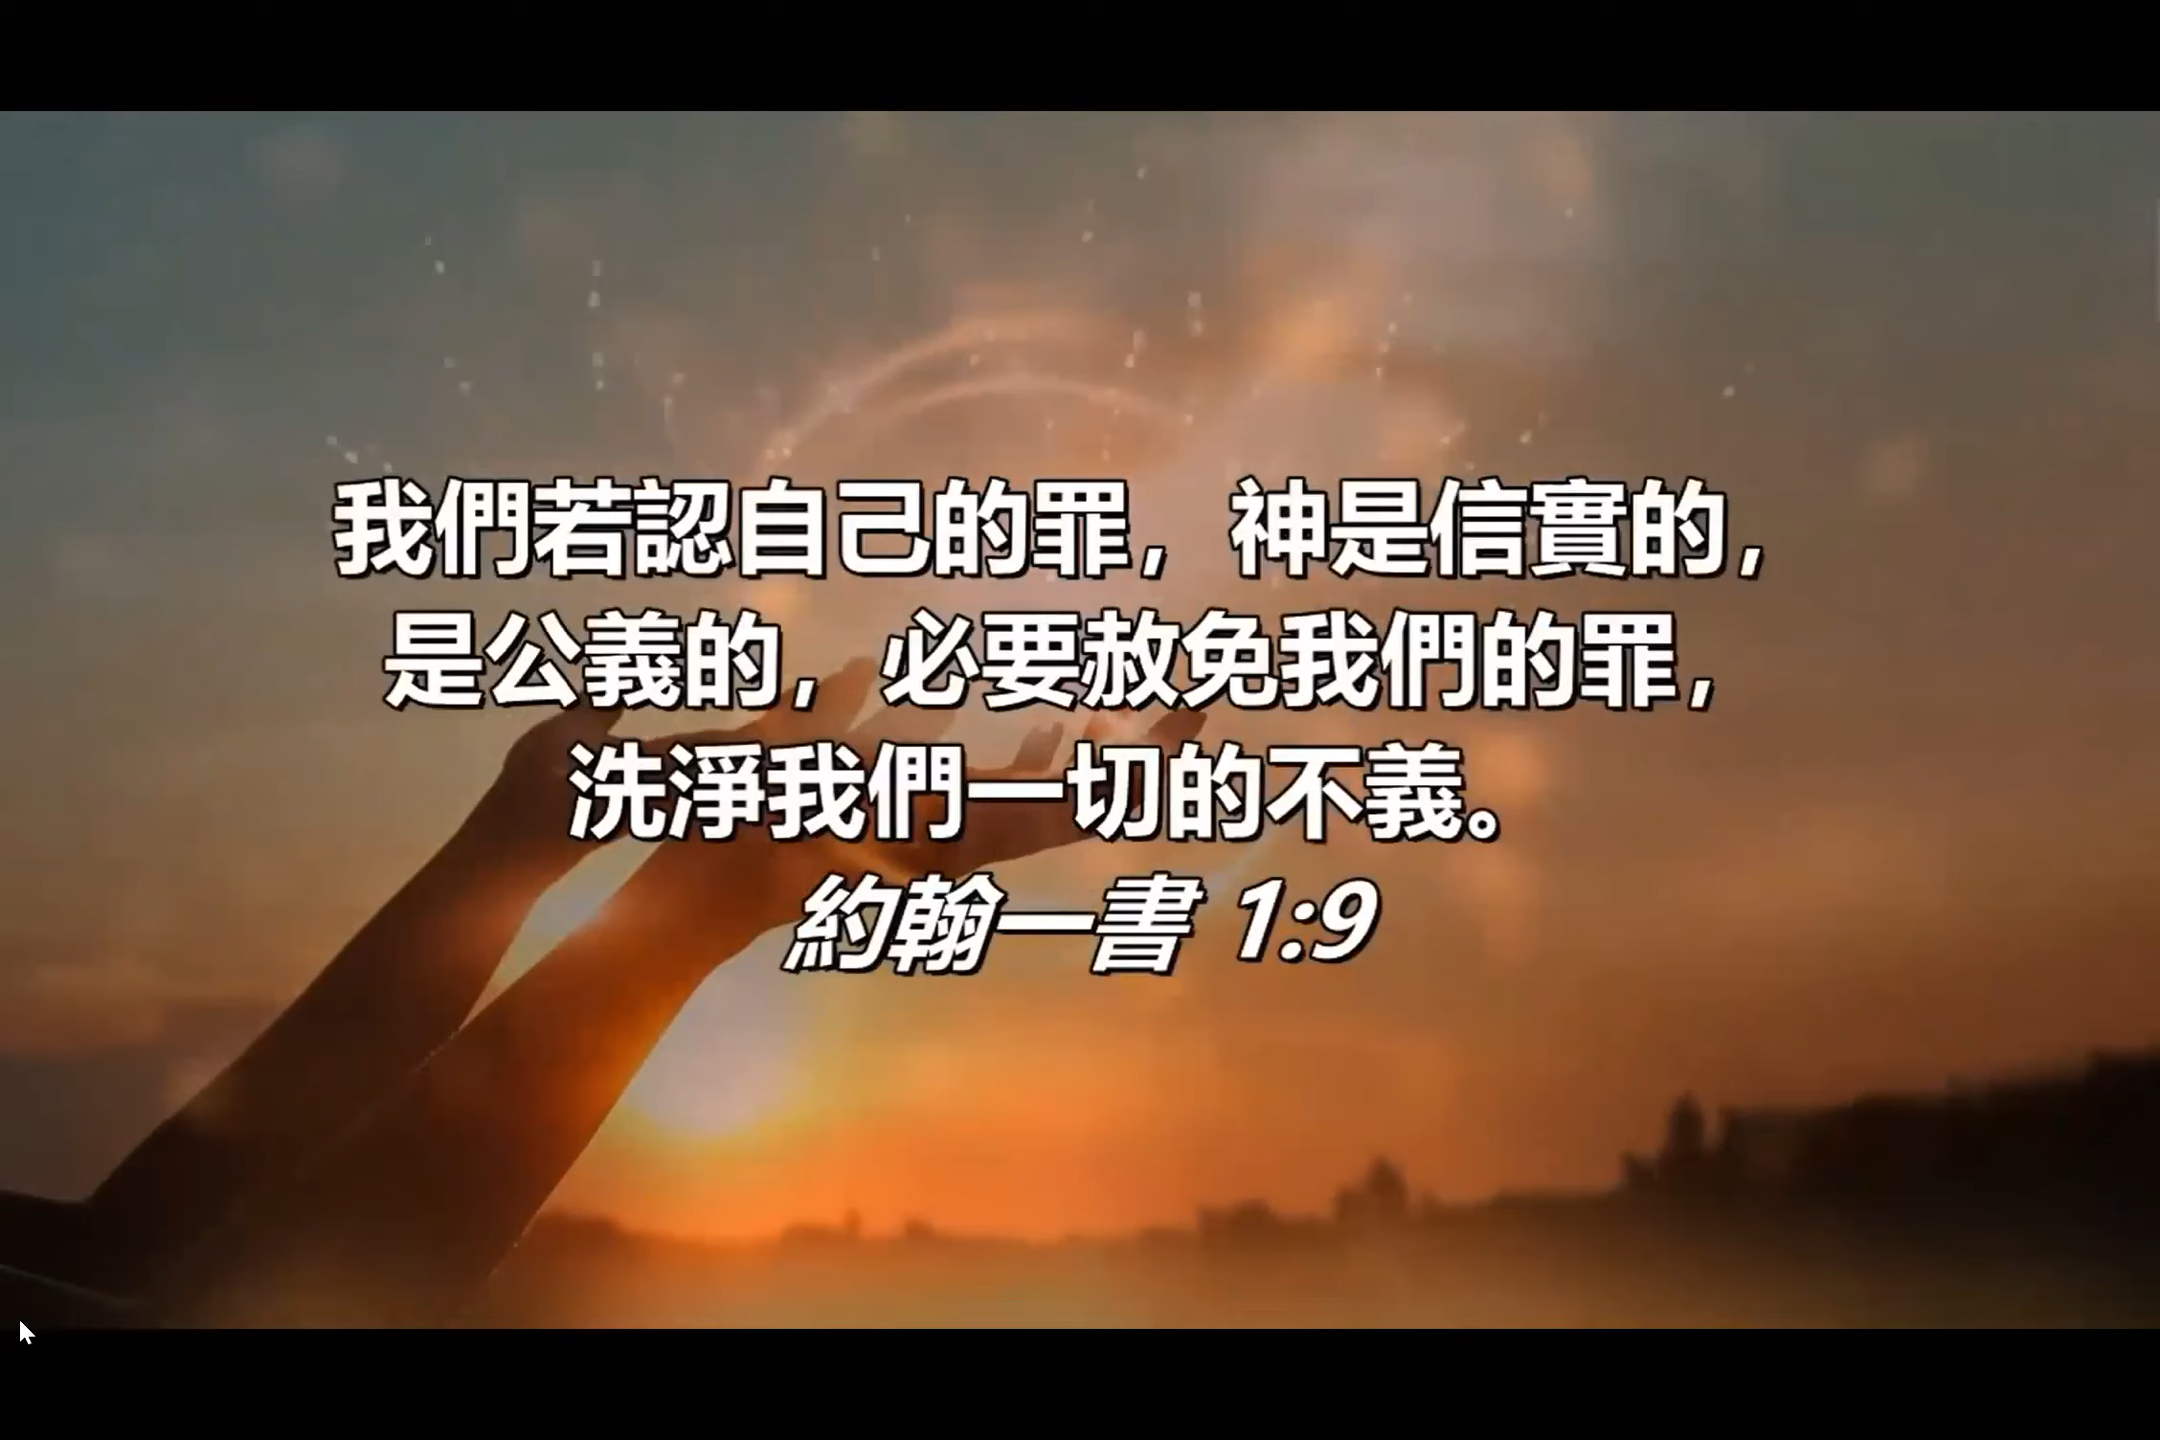 我們若認自己的罪，神是信實的，
是公義的，必要赦免我們的罪，
洗淨我們一切的不義。
約翰一書 1:9